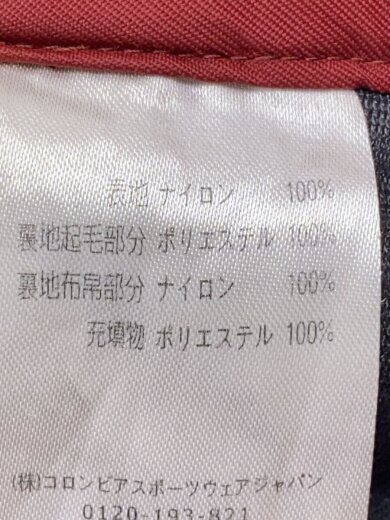 表地 ナイロン 100%
裏地起毛部分 ポリエステル 100%
裏地布帛部分 ナイロン 100%
充填物 ポリエステル 100%
(株)コロンビアスポーツウェアジャパン
0120-193-821